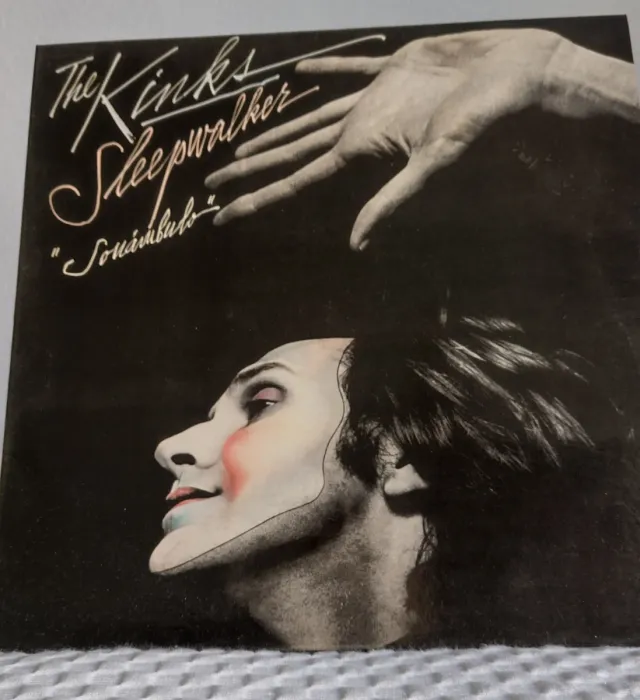 The Kinks
Sleepwalker
"Sonámbulo"